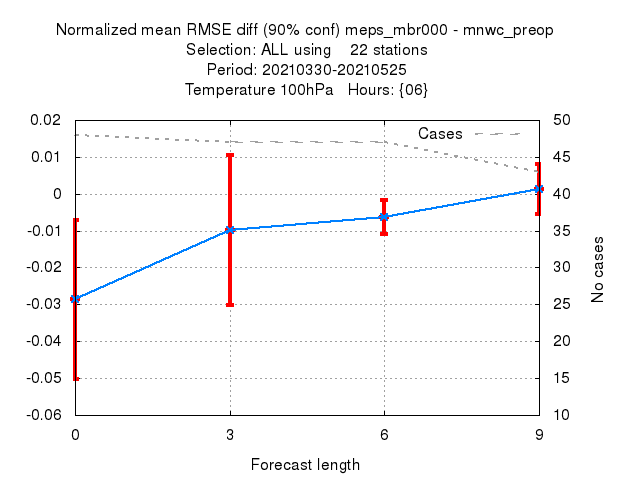 Normalized mean RMSE diff (90% conf) meps_mbr000 - mnwc_preop
Selection: ALL using    22 stations
Period: 20210330-20210525
Temperature 100hPa   Hours: {06}
0.02
0.01
0
-0.01
-0.02
-0.03
-0.04
-0.05
-0.06
Cases
50
45
40
35
30
25
20
15
10
No cases
0 3 6 9
Forecast length